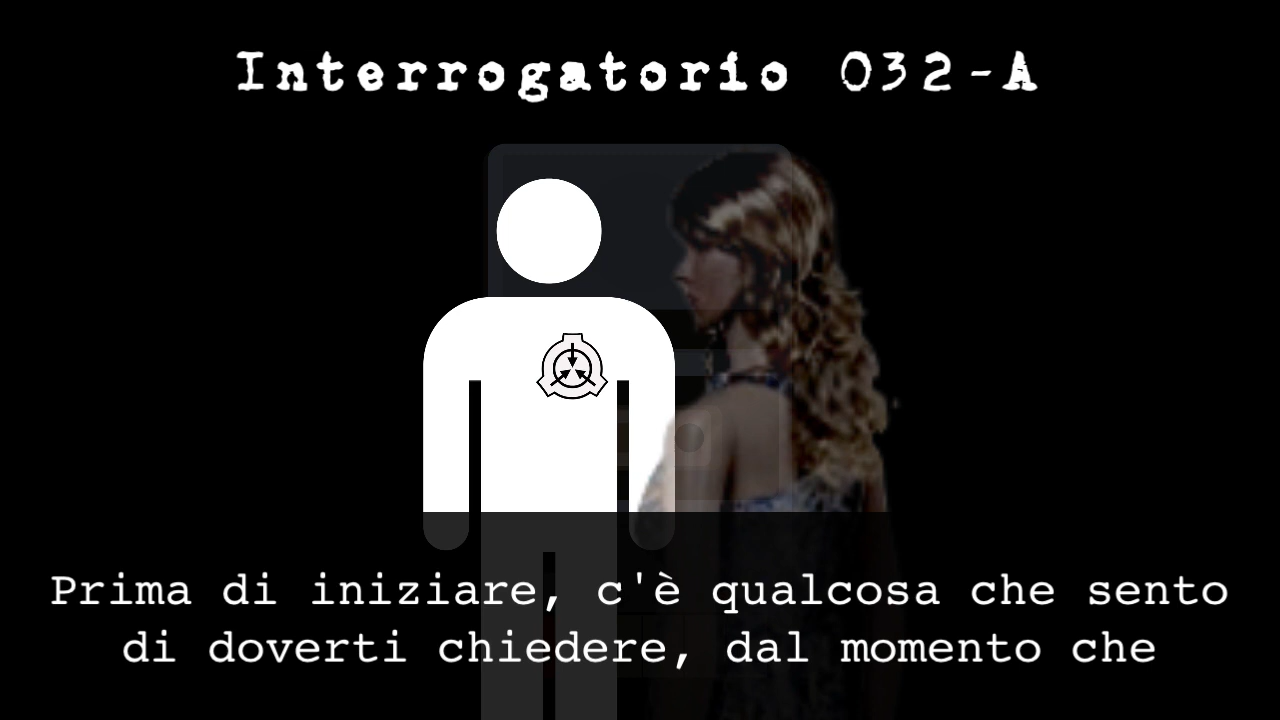 Interrogatorio 032-A
Prima di iniziare, c'è qualcosa che sento
di doverti chiedere, dal momento che